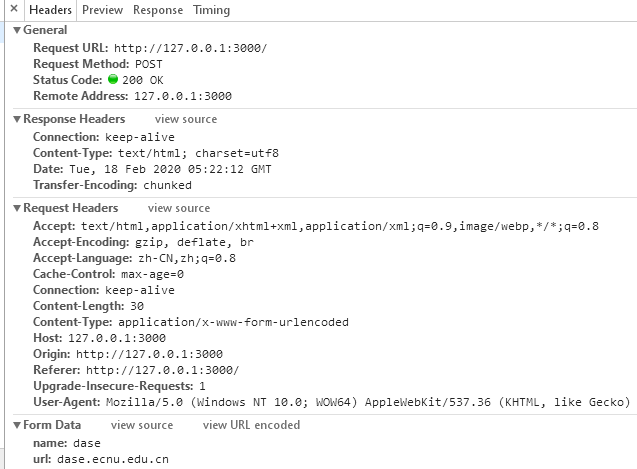 Headers Preview Response Timing
General
Request URL: http://127.0.0.1:3000/
Request Method: POST
Status Code: 200 OK
Remote Address: 127.0.0.1:3000
Response Headers view source
Connection: keep-alive
Content-Type: text/html; charset=utf8
Date: Tue, 18 Feb 2020 05:22:12 GMT
Transfer-Encoding: chunked
Request Headers view source
Accept: text/html,application/xhtml+xml,application/xml;q=0.9,image/webp,*/*;q=0.8
Accept-Encoding: gzip, deflate, br
Accept-Language: zh-CN,zh;q=0.8
Cache-Control: max-age=0
Connection: keep-alive
Content-Length: 30
Content-Type: application/x-www-form-urlencoded
Host: 127.0.0.1:3000
Origin: http://127.0.0.1:3000
Referer: http://127.0.0.1:3000/
Upgrade-Insecure-Requests: 1
User-Agent: Mozilla/5.0 (Windows NT 10.0; WOW64) AppleWebKit/537.36 (KHTML, like Gecko)
Form Data view source view URL encoded
name: dase
url: dase.ecnu.edu.cn